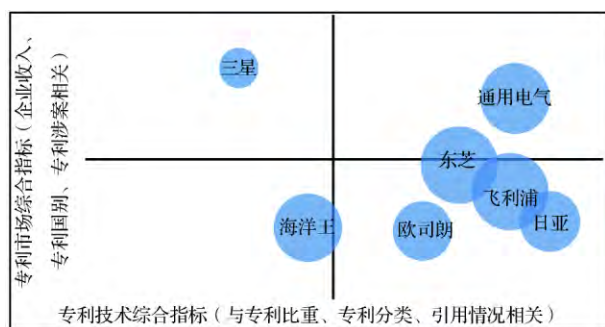 专利市场综合指标（企业收入、
专利国别、专利涉案相关）
三星
通用电气
东芝
飞利浦
日亚
海洋王
欧司朗
专利技术综合指标（与专利比重、专利分类、引用情况相关）